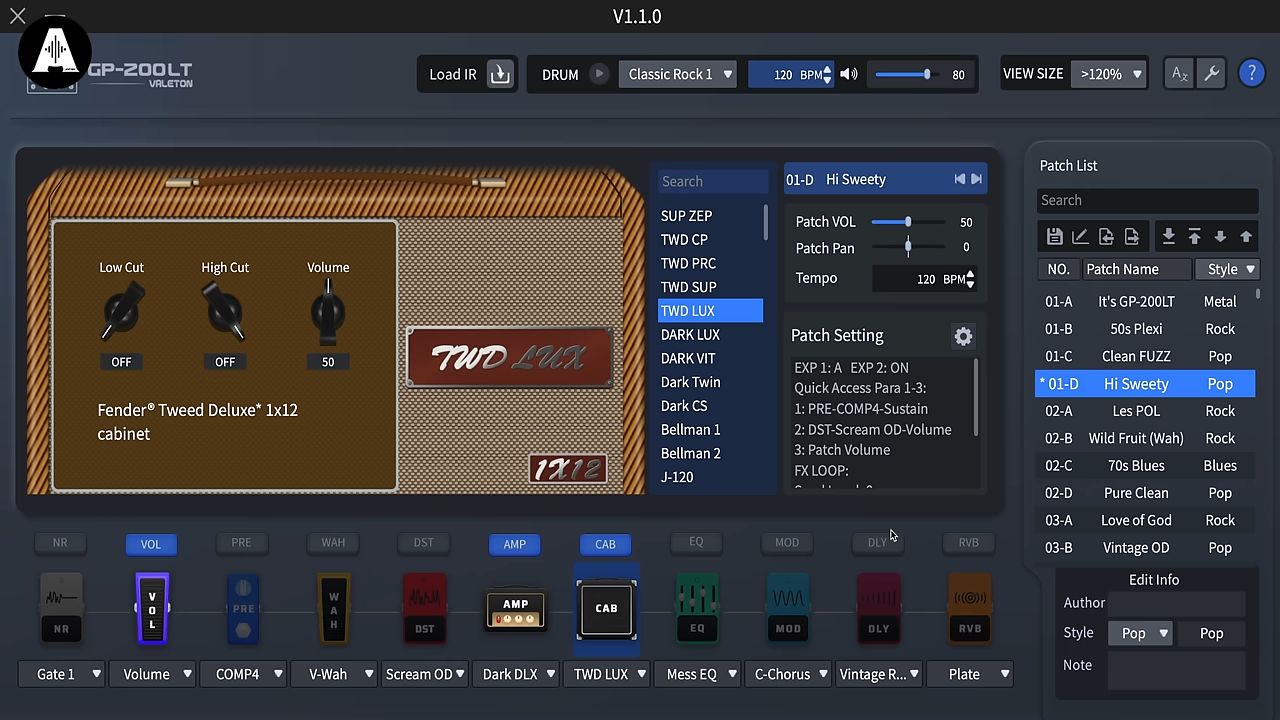 V1.1.0
A
GP-200LT
VALETON
Load IR
DRUM
Classic Rock 1
120 BPM
80
VIEW SIZE
>120%
Az
?
Low Cut
High Cut
Volume
OFF
OFF
50
Fender® Tweed Deluxe* 1x12
cabinet
TWD LUX
1X12
Search
SUP ZEP
TWD CP
TWD PRC
TWD SUP
TWD LUX
DARK LUX
DARK VIT
Dark Twin
Dark CS
Bellman 1
Bellman 2
J-120
01-D Hi Sweety
Patch VOL
50
Patch Pan
0
Tempo
120 BPM
Patch Setting
EXP 1: A EXP 2: ON
Quick Access Para 1-3:
1: PRE-COMP4-Sustain
2: DST-Scream OD-Volume
3: Patch Volume
FX LOOP:
Patch List
Search
NO. Patch Name Style
01-A It's GP-200LT Metal
01-B 50s Plexi Rock
01-C Clean FUZZ Pop
* 01-D Hi Sweety Pop
02-A Les POL Rock
02-B Wild Fruit (Wah) Rock
02-C 70s Blues Blues
02-D Pure Clean Pop
03-A Love of God Rock
03-B Vintage OD Pop
Edit Info
Author
Style Pop Pop
Note
NR VOL PRE WAH DST AMP CAB EQ MOD DLY RVB
NR
VOL
PRE
WAH
DST
AMP
CAB
EQ
MOD
DLY
RVB
Gate 1 Volume COMP4 V-Wah Scream OD Dark DLX TWD LUX Mess EQ C-Chorus Vintage R... Plate